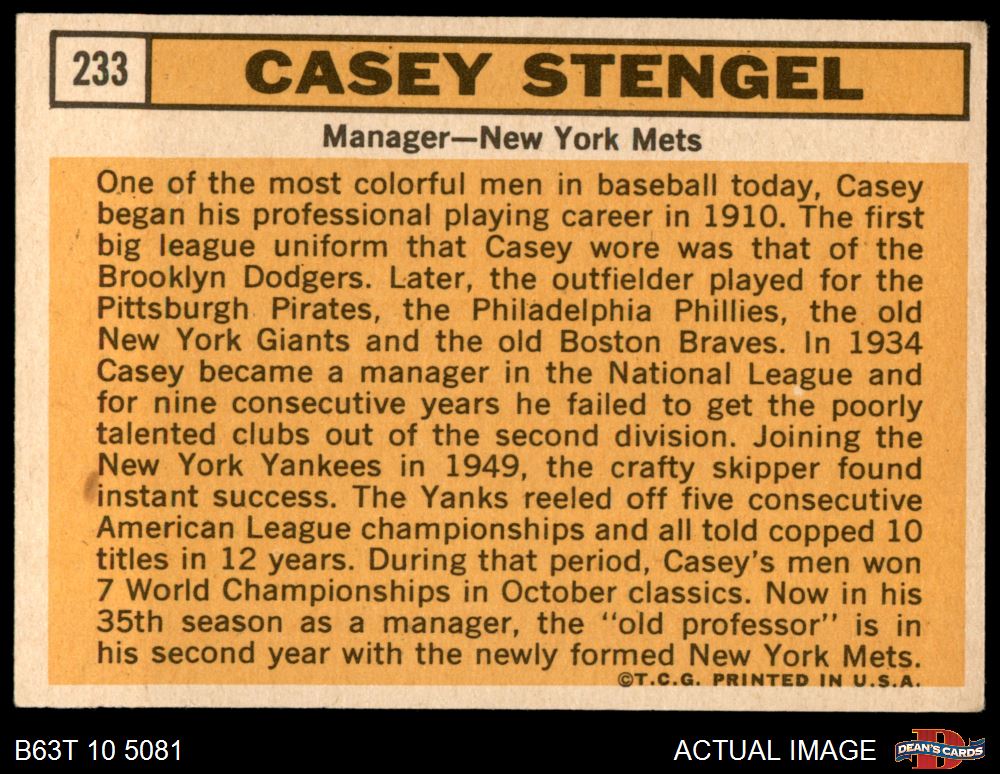 233
CASEY STENGEL
Manager—New York Mets
One of the most colorful men in baseball today, Casey
began his professional playing career in 1910. The first
big league uniform that Casey wore was that of the
Brooklyn Dodgers. Later, the outfielder played for the
Pittsburgh Pirates, the Philadelphia Phillies, the old
New York Giants and the old Boston Braves. In 1934
Casey became a manager in the National League and
for nine consecutive years he failed to get the poorly
talented clubs out of the second division. Joining the
New York Yankees in 1949, the crafty skipper found
instant success. The Yanks reeled off five consecutive
American League championships and all told copped 10
titles in 12 years. During that period, Casey's men won
7 World Championships in October classics. Now in his
35th season as a manager, the "old professor" is in
his second year with the newly formed New York Mets.
©T.C.G. PRINTED IN U.S.A.
B63T 10 5081
ACTUAL IMAGE
D
DEAN'S CARDS